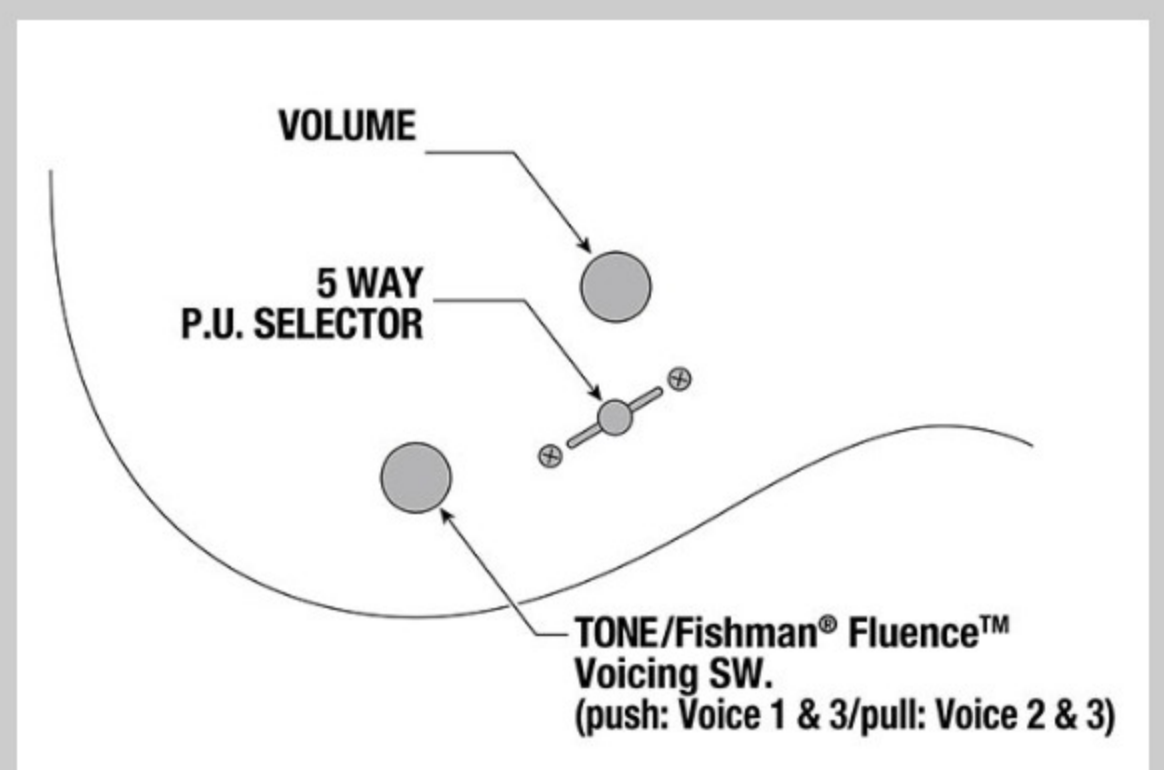 VOLUME
5 WAY
P.U. SELECTOR
TONE/Fishman® Fluence™
Voicing SW.
(push: Voice 1 & 3/pull: Voice 2 & 3)